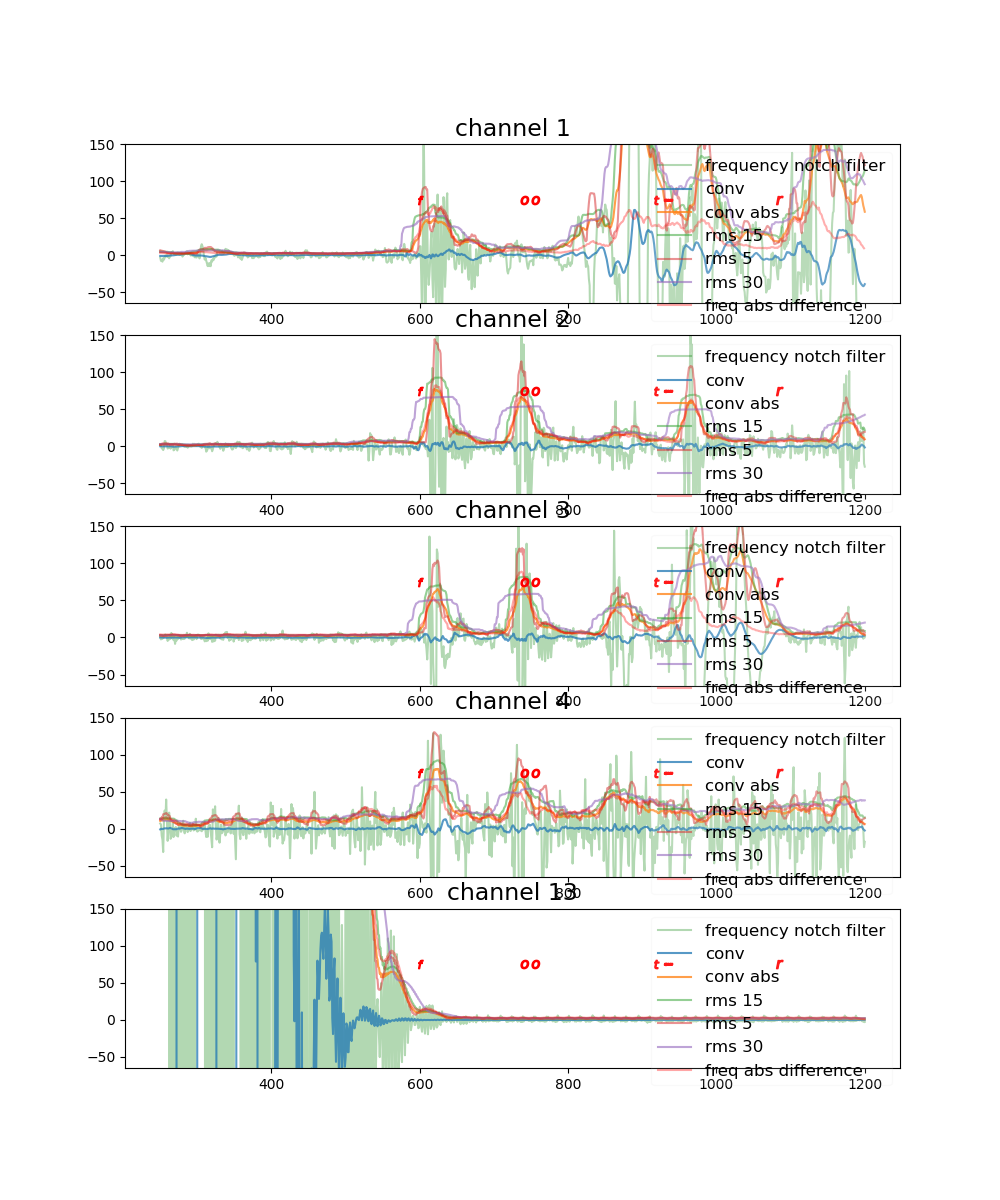 channel 1
150
100
50
0
−50
frequency notch filter
conv
conv abs
rms 15
rms 5
rms 30
freq abs difference
f
oo
t-
r
400
600
800
1000
1200
channel 2
150
100
50
0
−50
frequency notch filter
conv
conv abs
rms 15
rms 5
rms 30
freq abs difference
f
oo
t-
r
400
600
800
1000
1200
channel 3
150
100
50
0
−50
frequency notch filter
conv
conv abs
rms 15
rms 5
rms 30
freq abs difference
f
oo
t-
r
400
600
800
1000
1200
channel 4
150
100
50
0
−50
frequency notch filter
conv
conv abs
rms 15
rms 5
rms 30
freq abs difference
f
oo
t-
r
400
600
800
1000
1200
channel 13
150
100
50
0
−50
frequency notch filter
conv
conv abs
rms 15
rms 5
rms 30
freq abs difference
f
oo
t-
r
400
600
800
1000
1200